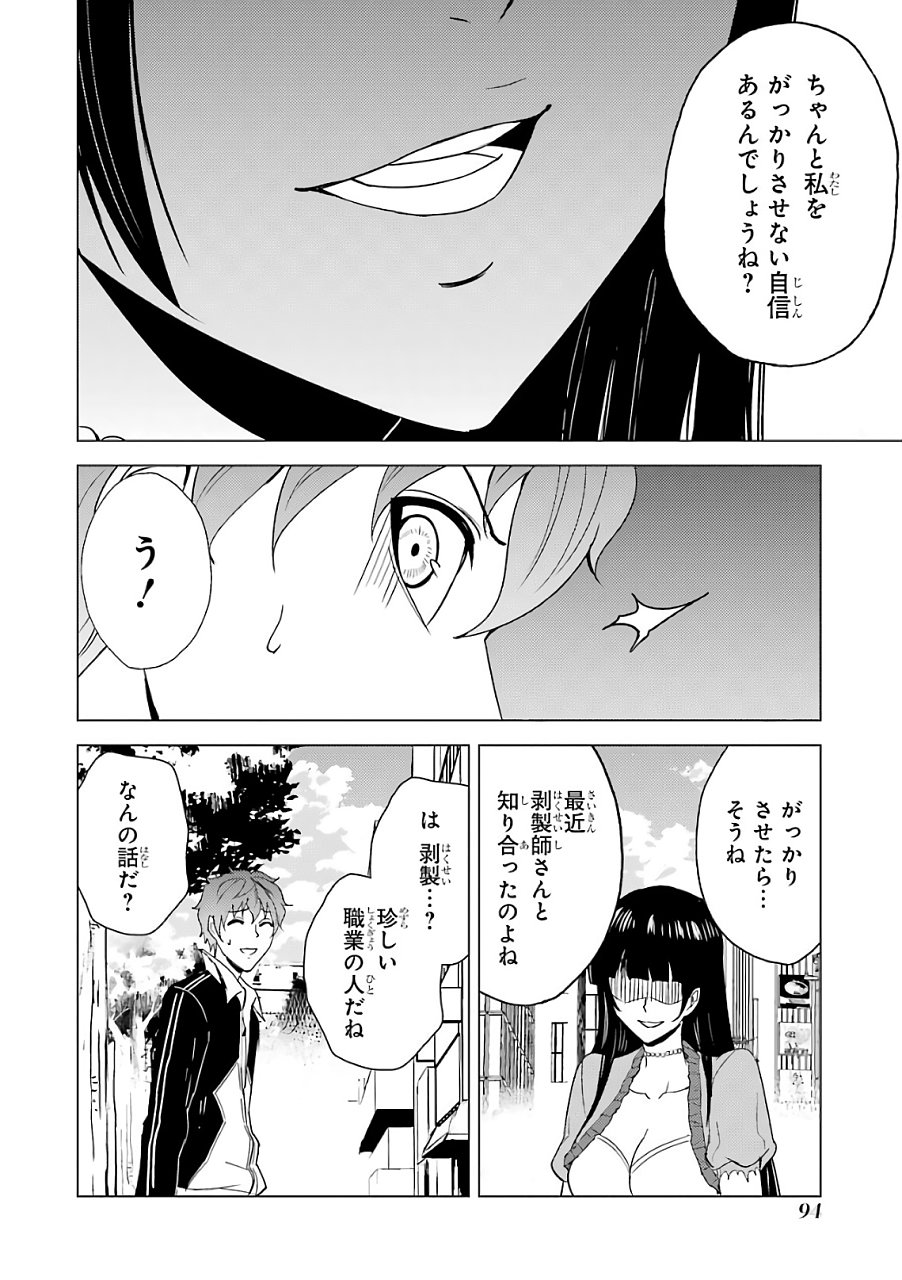 ちゃんと私を
がっかりさせない自信
あるんでしょうね?
う!
がっかり
させたら…
そうね
最近
剥製師さんと
知り合ったのよね
は 剥製…?
珍しい
職業の人だね
なんの話だ?
94